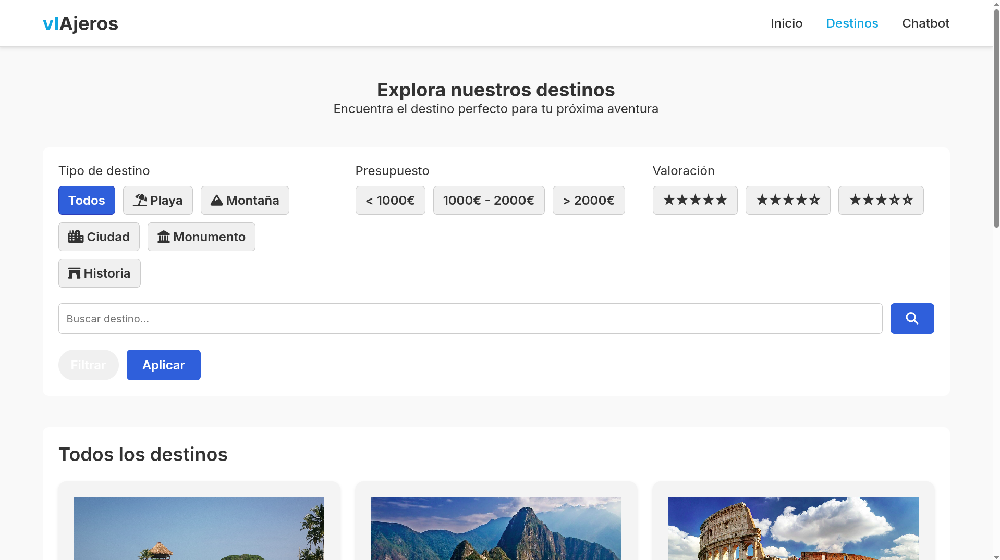 vIAjeros
Inicio
Destinos
Chatbot
Explora nuestros destinos
Encuentra el destino perfecto para tu próxima aventura
Tipo de destino
Todos
Playa
Montaña
Ciudad
Monumento
Historia
Presupuesto
< 1000€
1000€ - 2000€
> 2000€
Valoración
★★★★★
★★★★☆
★★★☆☆
Buscar destino...
Filtrar
Aplicar
Todos los destinos